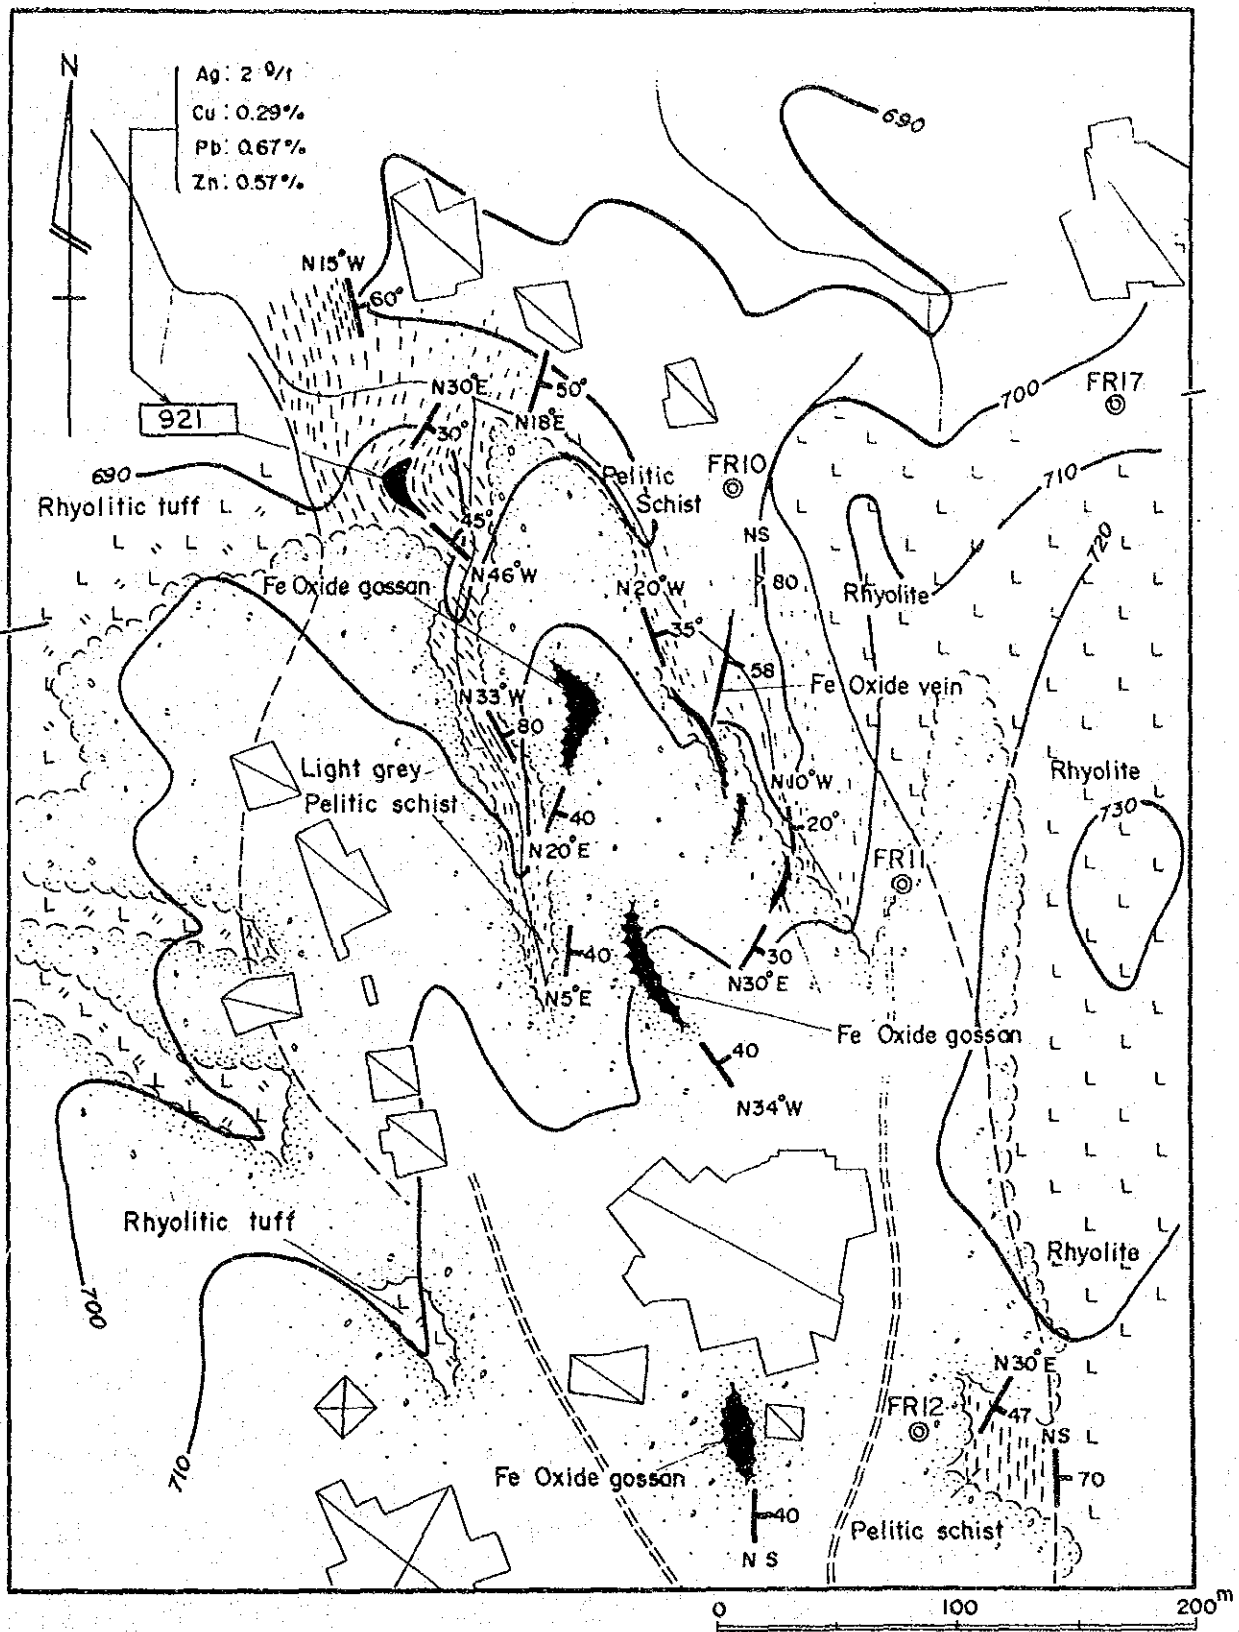 N
Ag: 2 g/t
Cu: 0.29%
Pb: 0.67%
Zn: 0.57%
690
N15°W
60°
N30°E
50°
700
FR17
921
N18°E
30°
690
Pelitic
Schist
FR10
710
Rhyolitic tuff
45°
NS
720
Fe Oxide gossan
N46°W
N20°W
80
Rhyolite
35°
58
Fe Oxide vein
N33°W
80
Light grey
Pelitic schist
N10°W
Rhyolite
730
40
20°
N20°E
FR11
40
30
N5°E
N30°E
Fe Oxide gossan
40
N34°W
Rhyolitic tuff
Rhyolite
700
N30°E
FR12
47
NS
710
Fe Oxide gossan
70
40
Pelitic schist
NS
0 100 200m